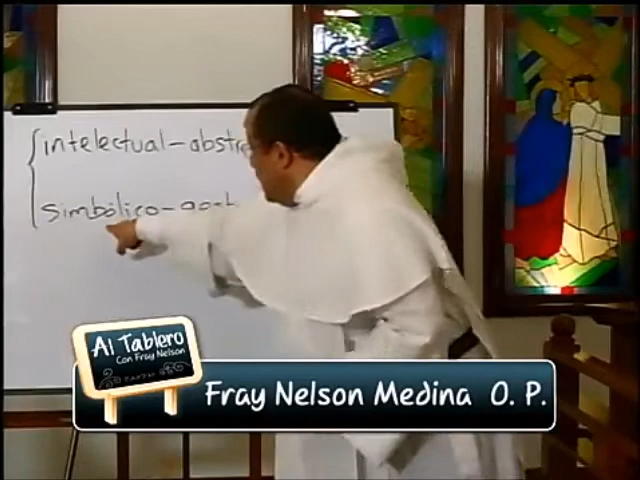 intelectual-abstr
simbólico-
Al Tablero
Con Fray Nelson
Fray Nelson Medina O. P.